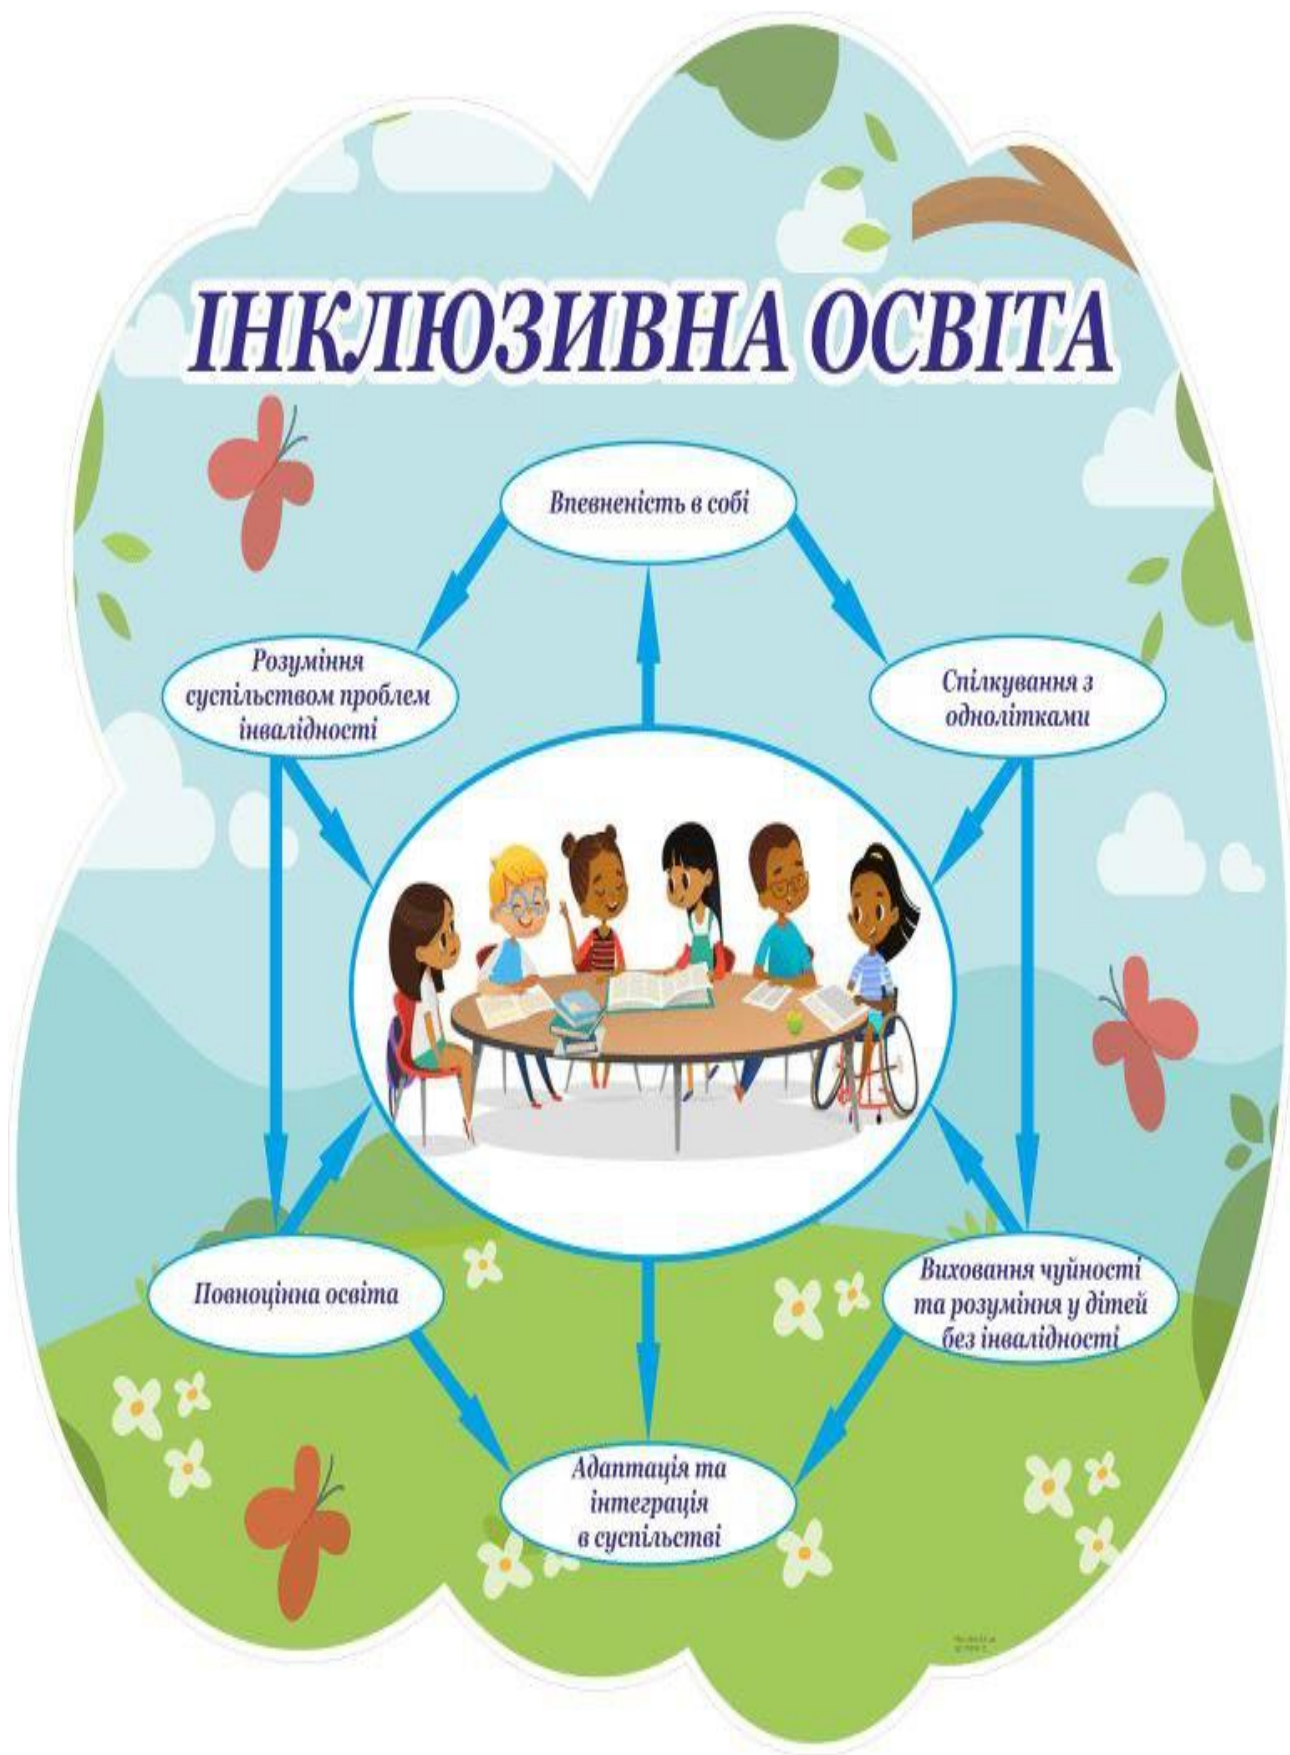 ІНКЛЮЗИВНА ОСВІТА
Впевненість в собі
Розуміння
суспільством проблем
інвалідності
Спілкування з
однолітками
Повноцінна освіта
Виховання чуйності
та розуміння у дітей
без інвалідності
Адаптація та
інтеграція
в суспільстві